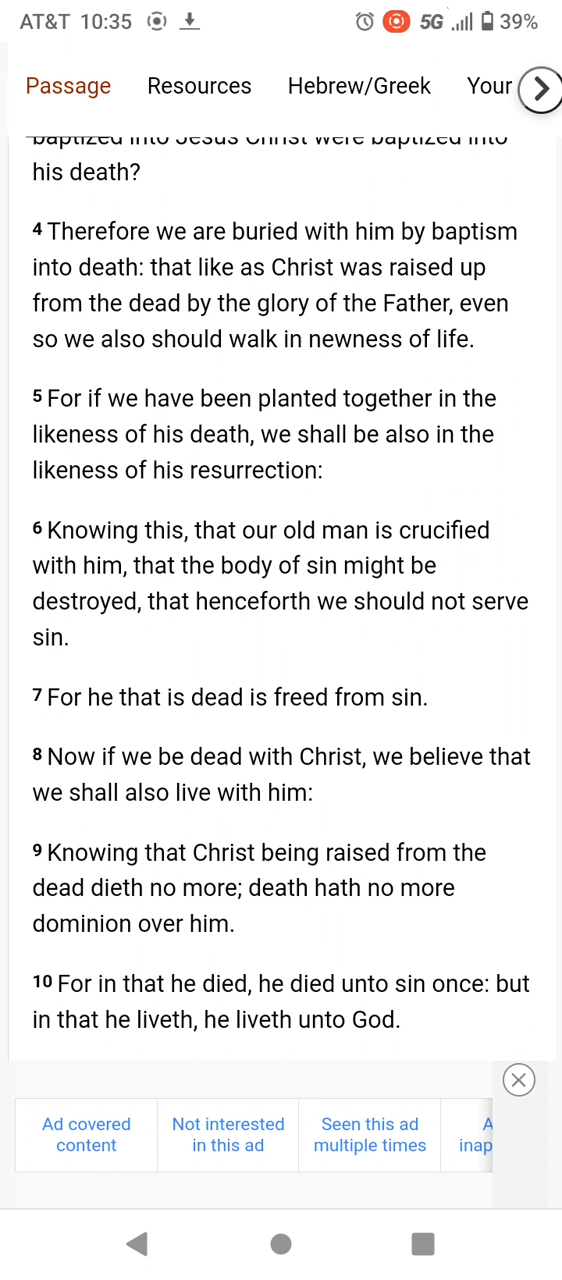 AT&T 10:35 5G 39%
Passage Resources Hebrew/Greek Your
baptized into Jesus Christ were baptized into
his death?
4 Therefore we are buried with him by baptism
into death: that like as Christ was raised up
from the dead by the glory of the Father, even
so we also should walk in newness of life.
5 For if we have been planted together in the
likeness of his death, we shall be also in the
likeness of his resurrection:
6 Knowing this, that our old man is crucified
with him, that the body of sin might be
destroyed, that henceforth we should not serve
sin.
7 For he that is dead is freed from sin.
8 Now if we be dead with Christ, we believe that
we shall also live with him:
9 Knowing that Christ being raised from the
dead dieth no more; death hath no more
dominion over him.
10 For in that he died, he died unto sin once: but
in that he liveth, he liveth unto God.
Ad covered
content
Not interested
in this ad
Seen this ad
multiple times
A
inap